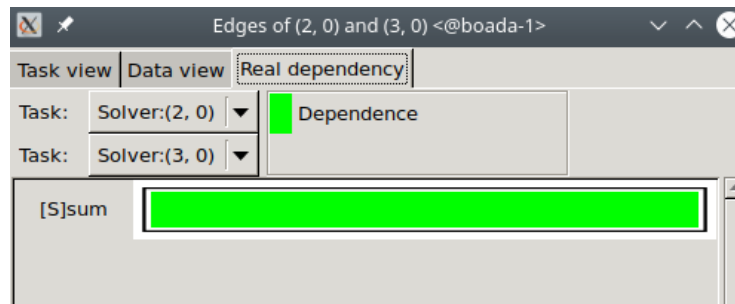 Edges of (2, 0) and (3, 0) <@boada-1>
Task view Data view Real dependency
Task: Solver:(2, 0) Dependence
Task: Solver:(3, 0)
[S]sum